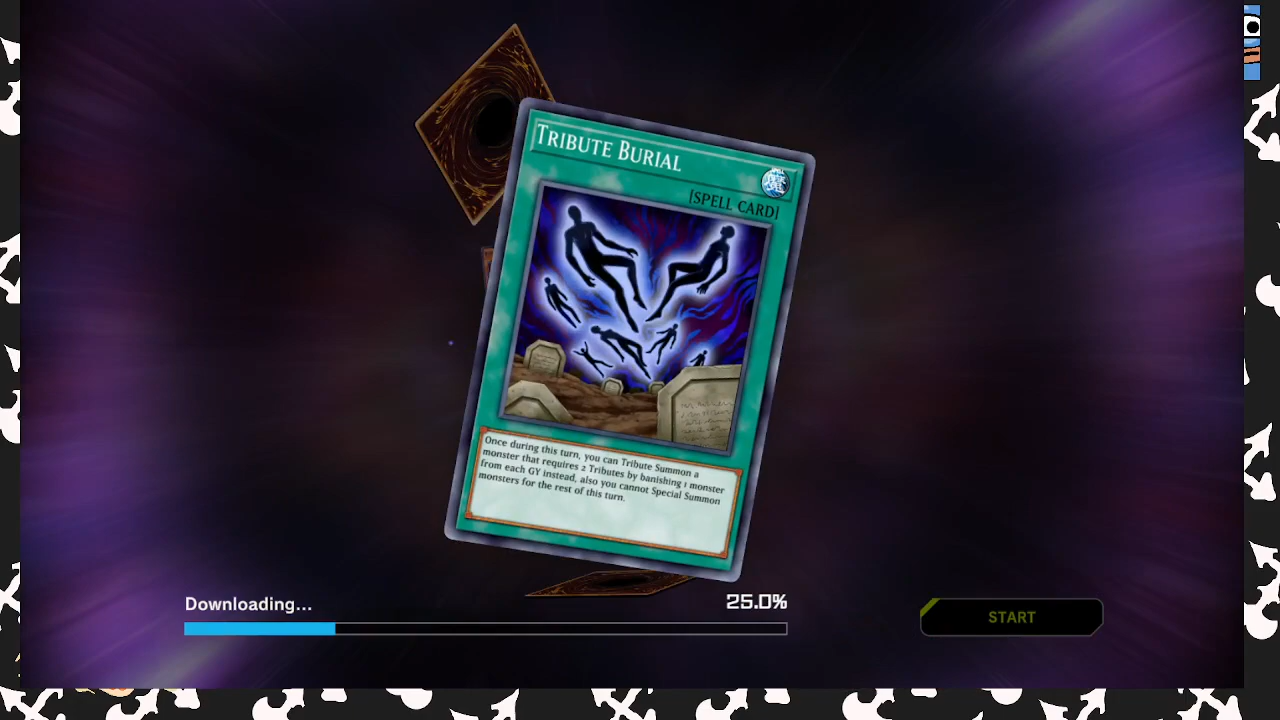 TRIBUTE BURIAL
[SPELL CARD]
Once during this turn, you can Tribute Summon a
monster that requires 2 Tributes by banishing 1 monster
from each GY instead, also you cannot Special Summon
monsters for the rest of this turn.
Downloading...
25.0%
START